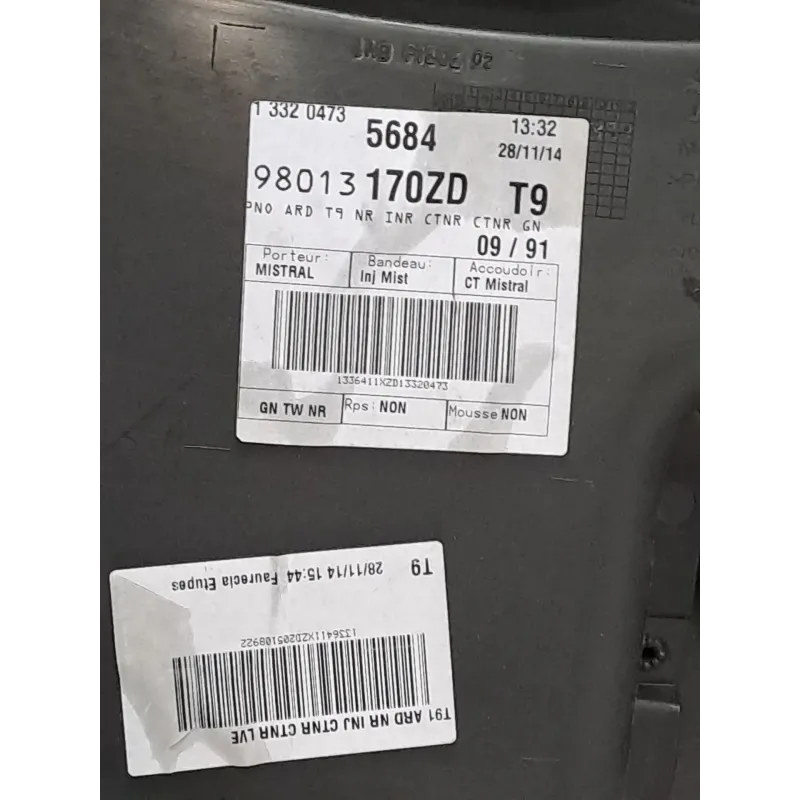 1 332 0473
5684
13:32
28/11/14
98013170ZD T9
PNO ARD T9 NR INR CTNR CTNR GN
09 / 91
Porteur: MISTRAL
Bandeau: Inj Mist
Accoudoir: CT Mistral
1336411XZD13320473
GN TW NR
Rps: NON
Mousse NON
T9
28/11/14 15:44 Faurecia Etupes
1336411XZD205108922
T91 ARD NR INJ CTNR CTNR LVE